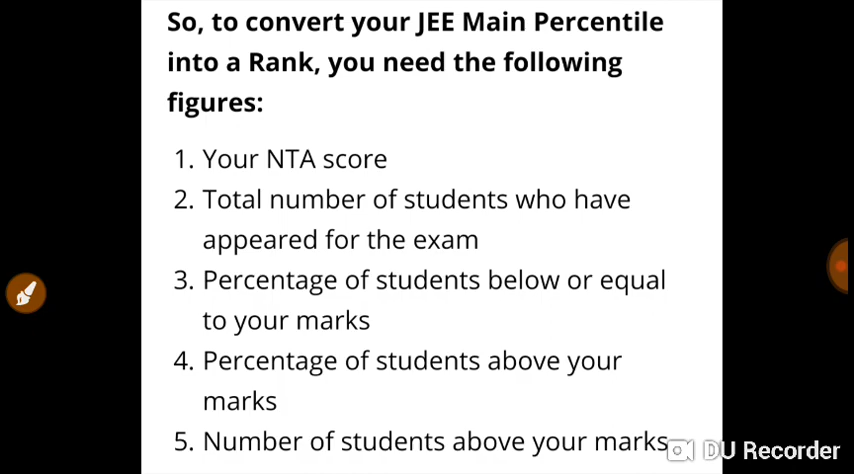 So, to convert your JEE Main Percentile
into a Rank, you need the following
figures:
1. Your NTA score
2. Total number of students who have
appeared for the exam
3. Percentage of students below or equal
to your marks
4. Percentage of students above your
marks
5. Number of students above your marks
DU Recorder